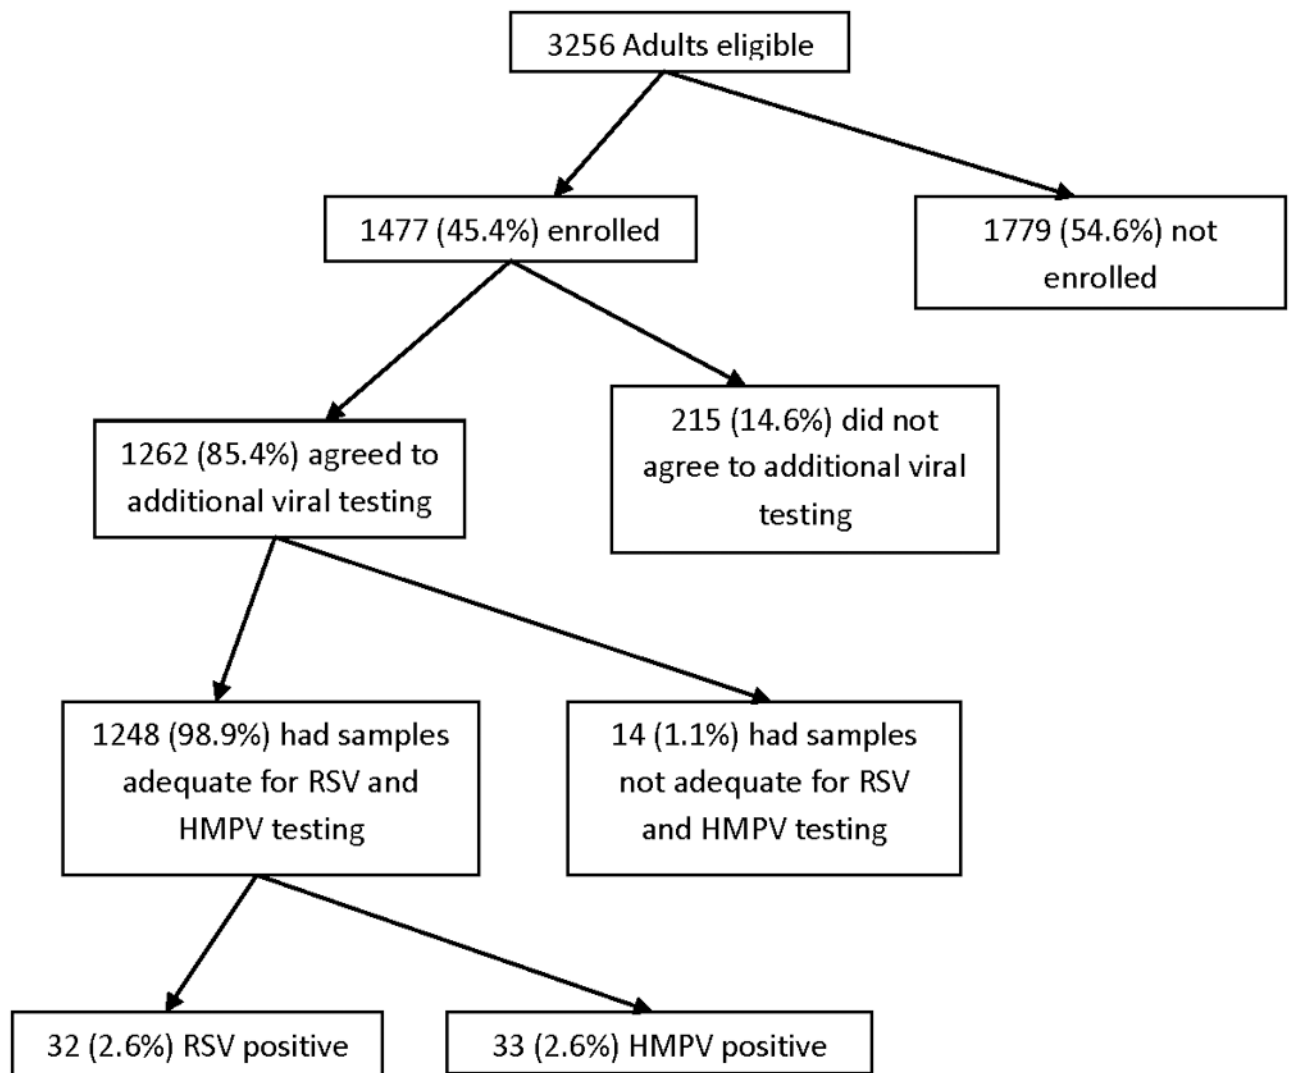 3256 Adults eligible
1477 (45.4%) enrolled
1779 (54.6%) not
enrolled
1262 (85.4%) agreed to
additional viral testing
215 (14.6%) did not
agree to additional viral
testing
1248 (98.9%) had samples
adequate for RSV and
HMPV testing
14 (1.1%) had samples
not adequate for RSV
and HMPV testing
32 (2.6%) RSV positive
33 (2.6%) HMPV positive